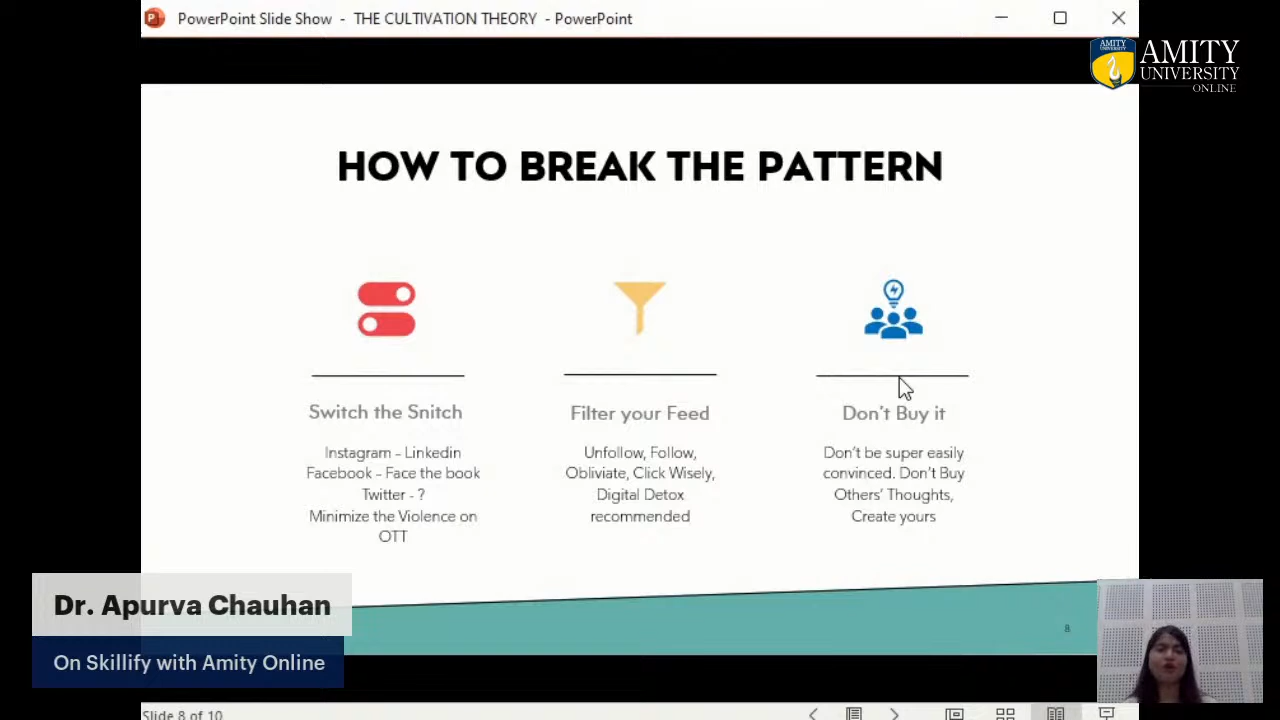 PowerPoint Slide Show - THE CULTIVATION THEORY - PowerPoint
AMITY
UNIVERSITY
AMITY
UNIVERSITY
ONLINE
HOW TO BREAK THE PATTERN
Switch the Snitch
Instagram - Linkedin
Facebook - Face the book
Twitter - ?
Minimize the Violence on
OTT
Filter your Feed
Unfollow, Follow,
Obliviate, Click Wisely,
Digital Detox
recommended
Don't Buy it
Don't be super easily
convinced. Don't Buy
Others' Thoughts,
Create yours
Dr. Apurva Chauhan
On Skillify with Amity Online
8
Slide 8 of 10